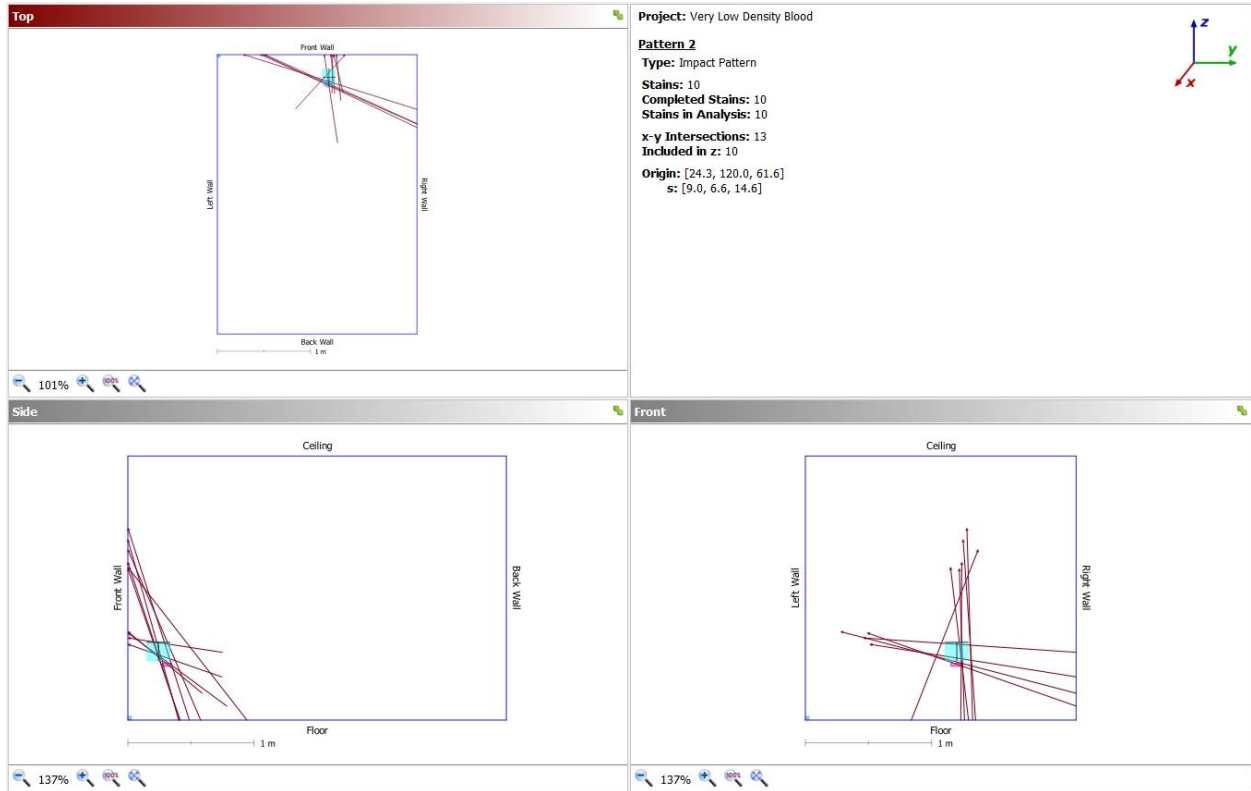 Top
Front Wall
Left Wall
Right Wall
Back Wall
1 m
101%
100%
Project: Very Low Density Blood
Pattern 2
Type: Impact Pattern
Stains: 10
Completed Stains: 10
Stains in Analysis: 10
x-y Intersections: 13
Included in z: 10
Origin: [24.3, 120.0, 61.6]
s: [9.0, 6.6, 14.6]
z
y
x
Side
Ceiling
Front Wall
Back Wall
Floor
1 m
137%
100%
Front
Ceiling
Left Wall
Right Wall
Floor
1 m
137%
100%